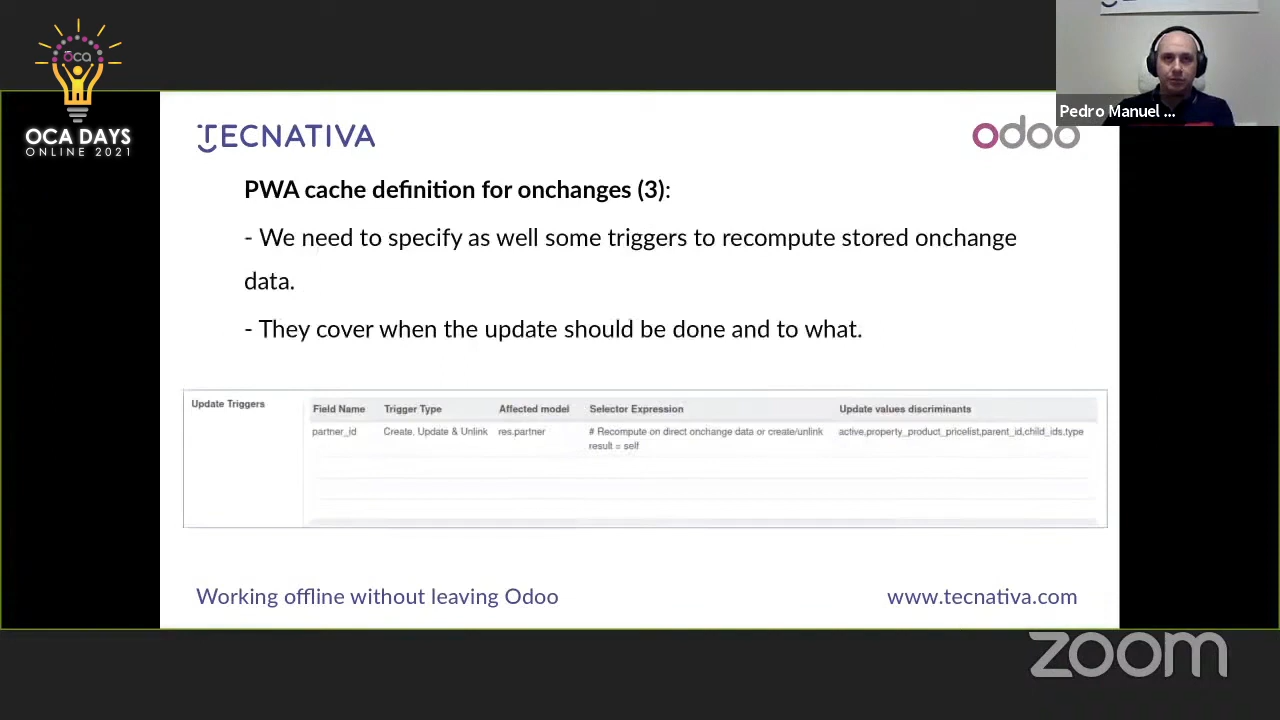 oca
OCA DAYS
ONLINE 2021
Pedro Manuel ...
TECNATIVA
odoo
PWA cache definition for onchanges (3):
- We need to specify as well some triggers to recompute stored onchange
data.
- They cover when the update should be done and to what.
Update Triggers
Field Name Trigger Type Affected model Selector Expression Update values discriminants
partner_id Create, Update & Unlink res.partner # Recompute on direct onchange data or create/unlink active,property_product_pricelist,parent_id,child_ids,type
result = self
Working offline without leaving Odoo
www.tecnativa.com
zoom